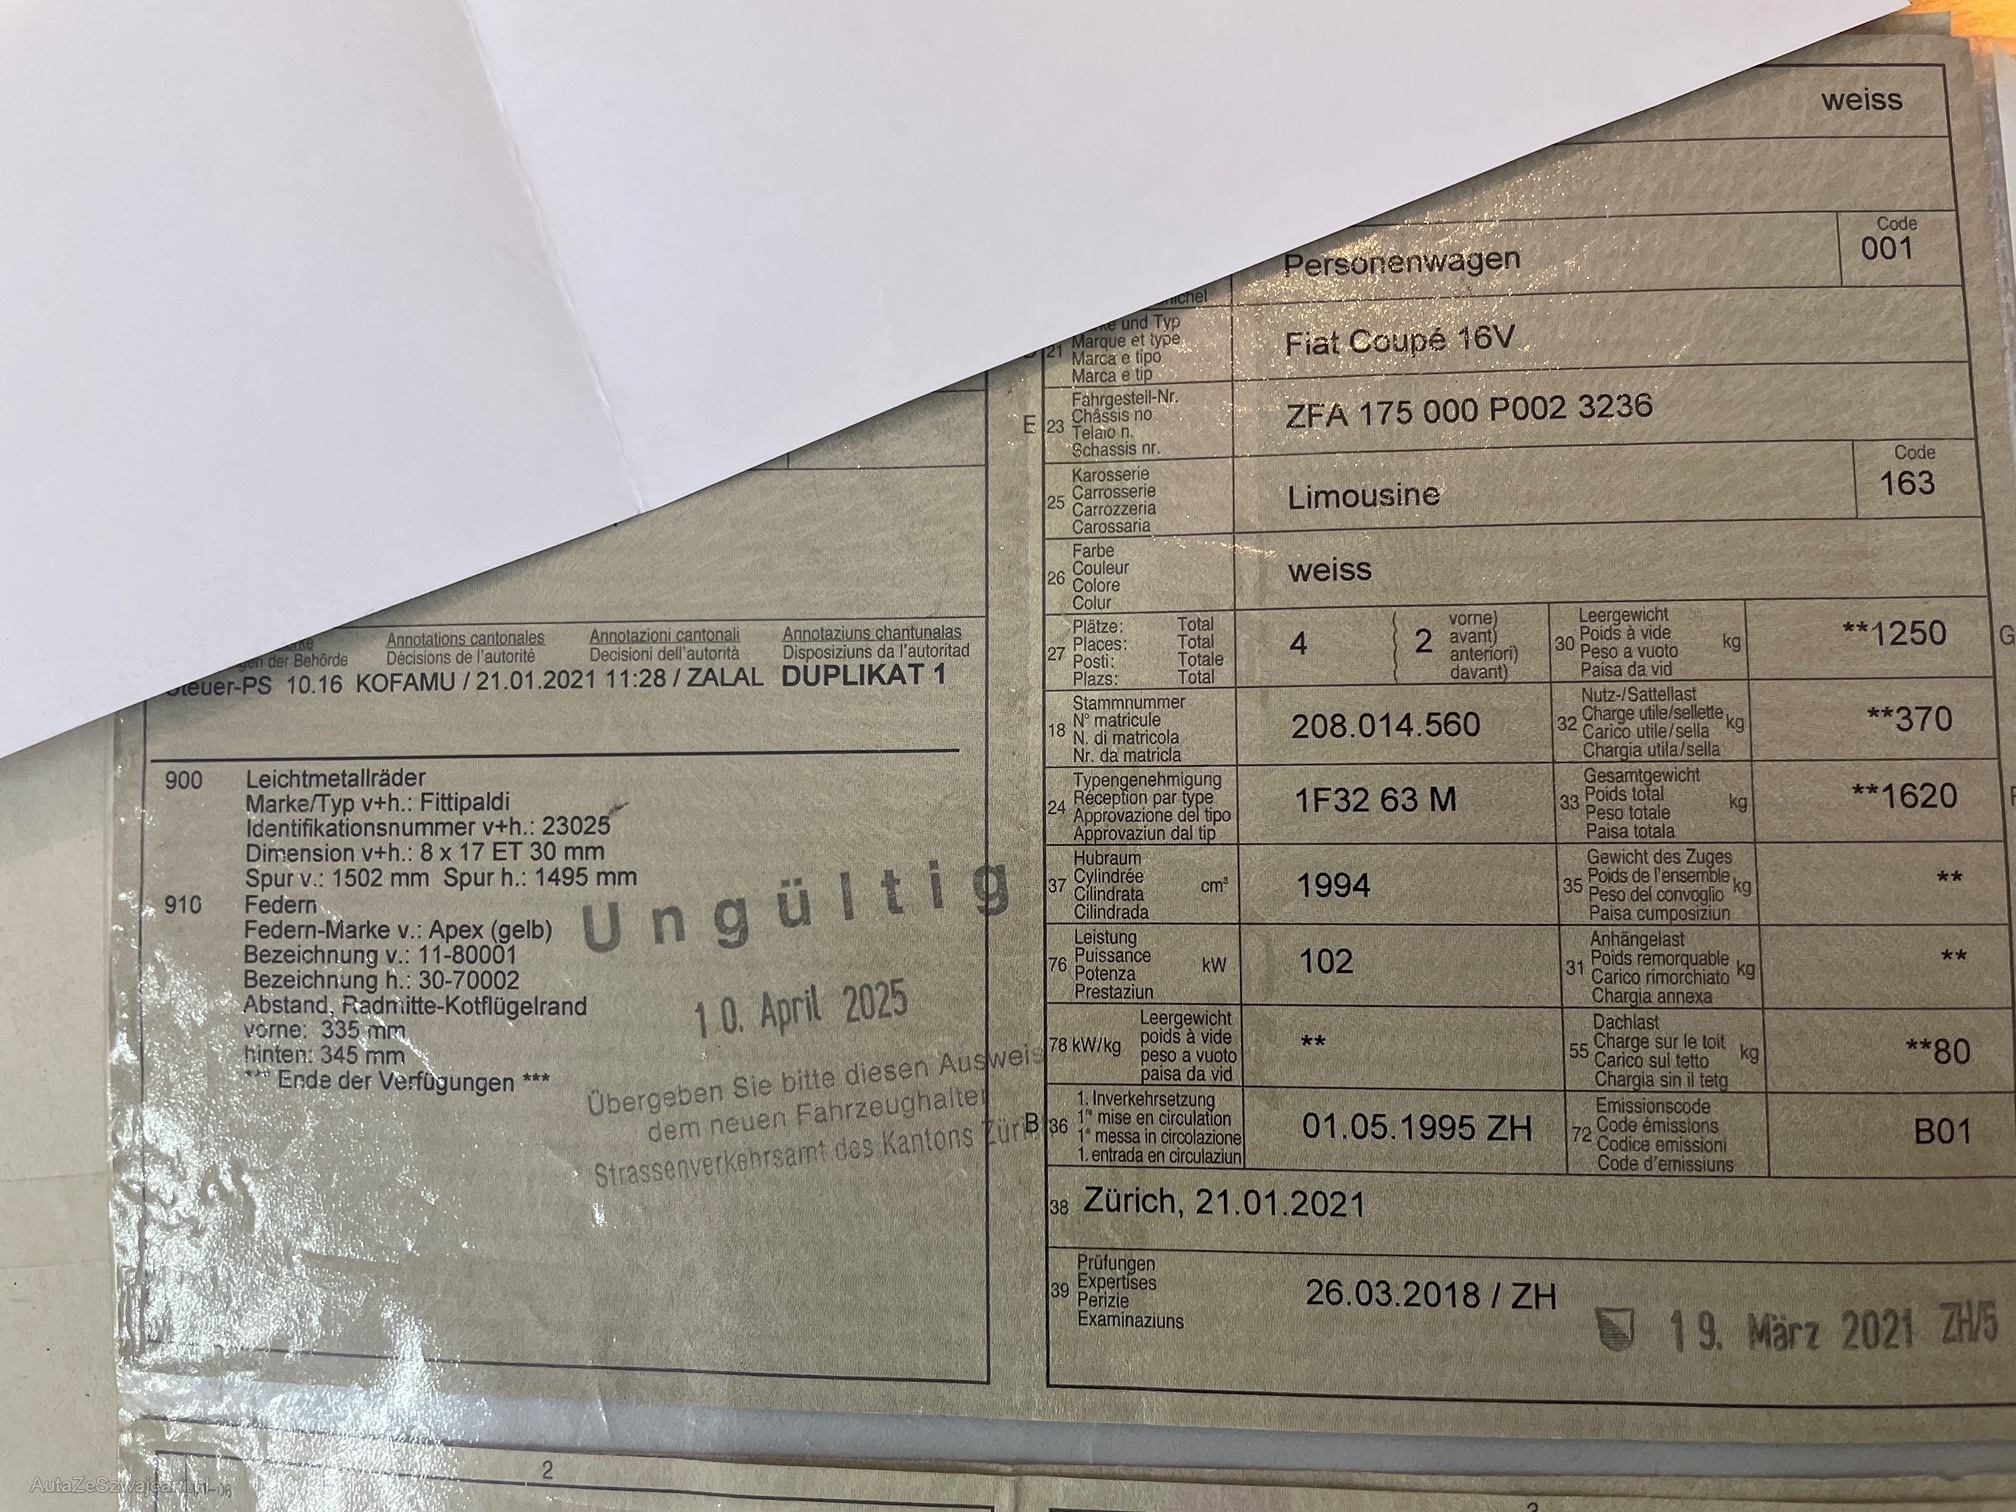 weiss
Code
001
Personenwagen
21 Marque et type
Marca e tipo
Marca e tip
und Typ
Fiat Coupé 16V
E 23 Fahrgestell-Nr.
Châssis no
Telaio n.
Schassis nr.
ZFA 175 000 P002 3236
25 Karosserie
Carrosserie
Carrozzeria
Carossaria
Limousine
Code
163
26 Farbe
Couleur
Colore
Colur
weiss
27 Plätze: Total
Places: Total
Posti: Totale
Plazs: Total
4
2 vorne)
avant)
anteriori)
davant)
30 Leergewicht
Poids à vide kg
Peso a vuoto
Paisa da vid
**1250
G
18 Stammnummer
N° matricule
N. di matricola
Nr. da matricla
208.014.560
32 Nutz-/Sattellast
Charge utile/sellette kg
Carico utile/sella
Chargia utila/sella
**370
24 Typengenehmigung
Réception par type
Approvazione del tipo
Approvaziun dal tip
1F32 63 M
33 Gesamtgewicht
Poids total kg
Peso totale
Paisa totala
**1620
37 Hubraum
Cylindrée cm³
Cilindrata
Cilindrada
1994
35 Gewicht des Zuges
Poids de l'ensemble kg
Peso del convoglio
Paisa cumposiziun
**
76 Leistung
Puissance kW
Potenza
Prestaziun
102
31 Anhängelast
Poids remorquable kg
Carico rimorchiato
Chargia annexa
**
78 kW/kg Leergewicht
poids à vide
peso a vuoto
paisa da vid
**
55 Dachlast
Charge sur le toit kg
Carico sul tetto
Chargia sin il tetg
**80
B 36 1. Inverkehrsetzung
1re mise en circulation
1a messa in circolazione
1. entrada en circulaziun
01.05.1995 ZH
72 Emissionscode
Code émissions
Codice emissioni
Code d'emissiuns
B01
38 Zürich, 21.01.2021
39 Prüfungen
Expertises
Perizie
Examinaziuns
26.03.2018 / ZH
19. März 2021 ZH/5
Annotations cantonales Annotazioni cantonali Annotaziuns chantunalas
der Behörde Décisions de l'autorité Decisioni dell'autorità Disposiziuns da l'autoritad
Steuer-PS 10.16 KOFAMU / 21.01.2021 11:28 / ZALAL DUPLIKAT 1
900 Leichtmetallräder
Marke/Typ v+h.: Fittipaldi
Identifikationsnummer v+h.: 23025
Dimension v+h.: 8 x 17 ET 30 mm
Spur v.: 1502 mm Spur h.: 1495 mm
910 Federn
Federn-Marke v.: Apex (gelb)
Bezeichnung v.: 11-80001
Bezeichnung h.: 30-70002
Abstand, Radmitte-Kotflügelrand
vorne: 335 mm
hinten: 345 mm
*** Ende der Verfügungen ***
Ungültig
10. April 2025
Übergeben Sie bitte diesen Ausweis
dem neuen Fahrzeughalter
Strassenverkehrsamt des Kantons Zürich
2
3
AutaZeSzwajcarii.pl